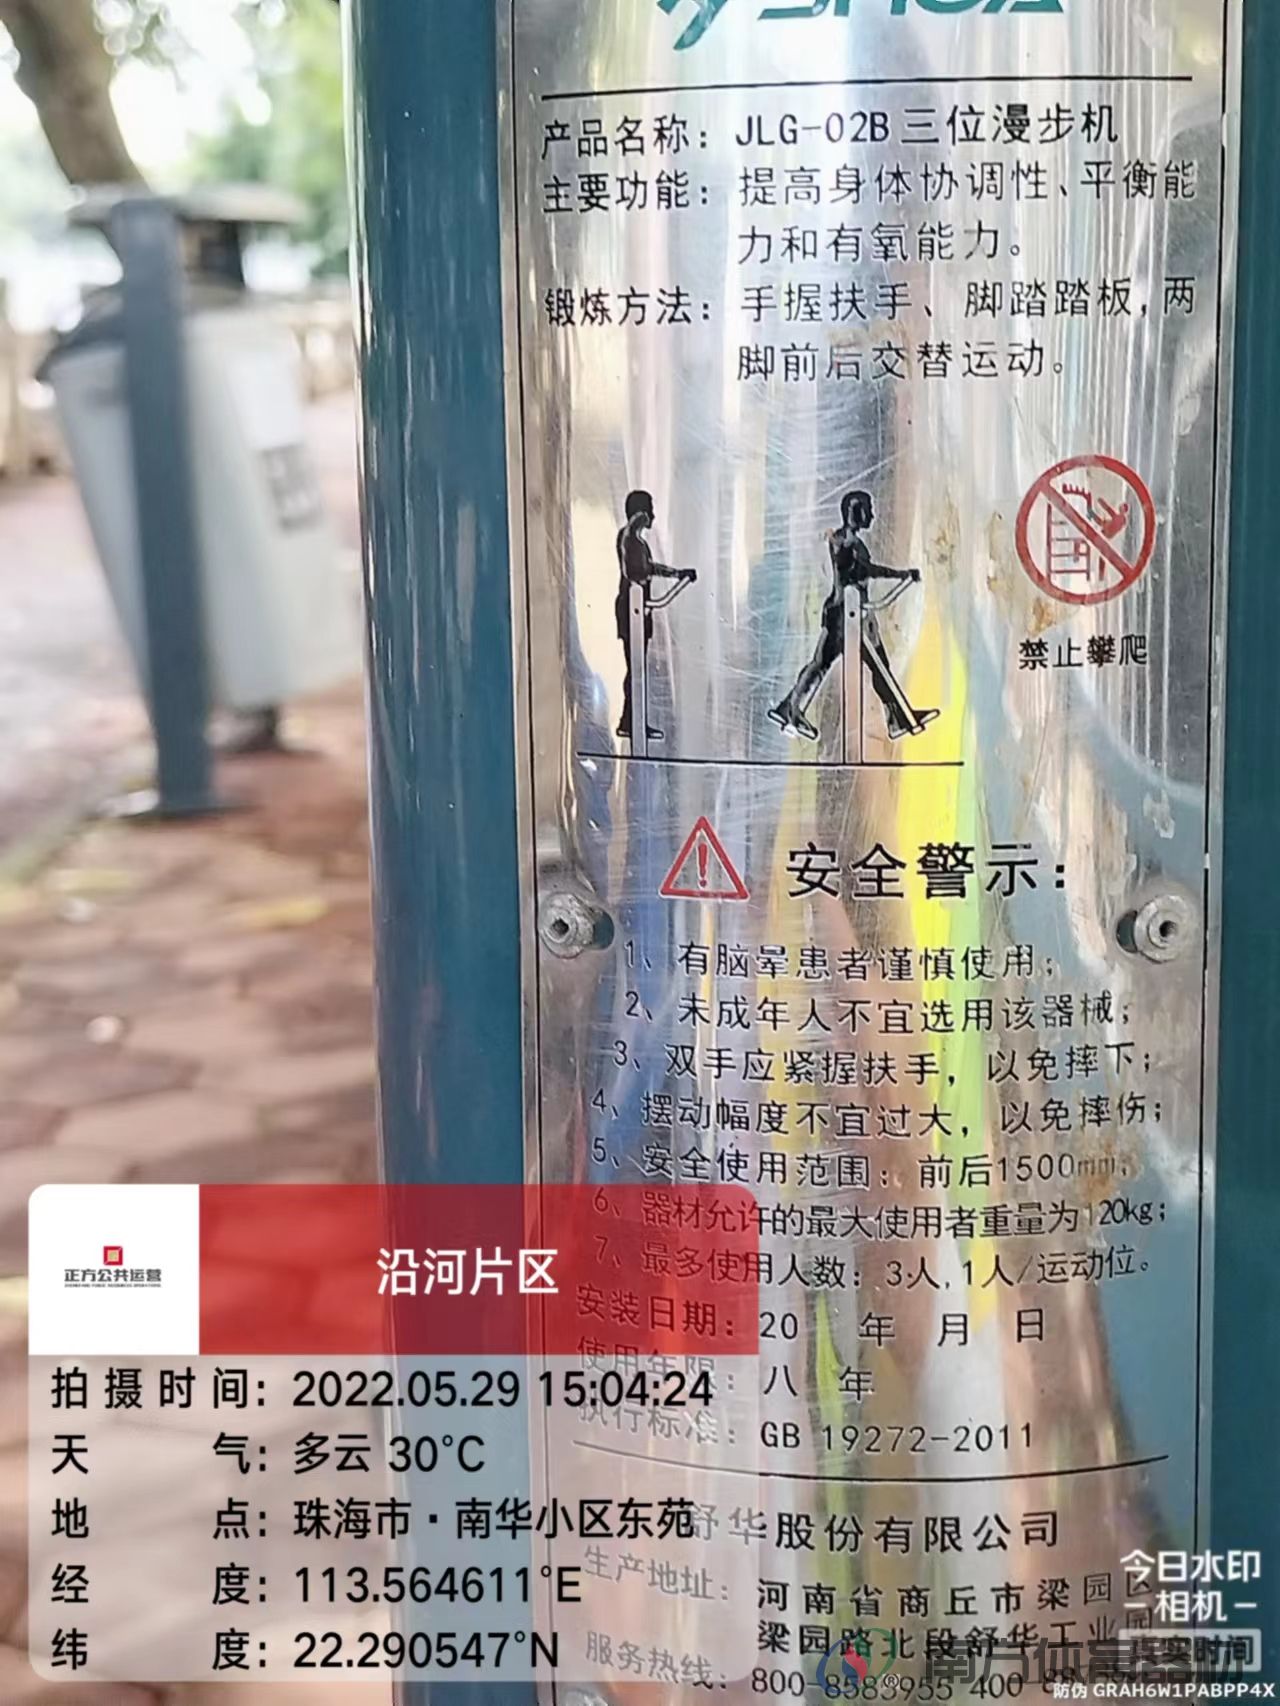 产品名称：JLG-02B 三位漫步机
主要功能：提高身体协调性、平衡能
力和有氧能力。
锻炼方法：手握扶手、脚踏踏板，两
脚前后交替运动。
禁止攀爬
安全警示：
1、有脑晕患者谨慎使用；
2、未成年人不宜选用该器械；
3、双手应紧握扶手，以免摔下；
4、摆动幅度不宜过大，以免摔伤；
5、安全使用范围：前后1500mm；
6、器材允许的最大使用者重量为120kg；
7、最多使用人数：3人，1人/运动位。
安装日期：20 年 月 日
使用年限：八 年
执行标准：GB 19272-2011
舒华股份有限公司
生产地址：河南省商丘市梁园区
梁园路北段舒华工业园
服务热线：800-8583955 400
正方公共运营
沿河片区
拍摄时间：2022.05.29 15:04:24
天气：多云 30°C
地点：珠海市·南华小区东苑
经度：113.564611°E
纬度：22.290547°N
今日水印
相机
真实时间
防伪 GRAH6W1PABPP4X
南方体育器材